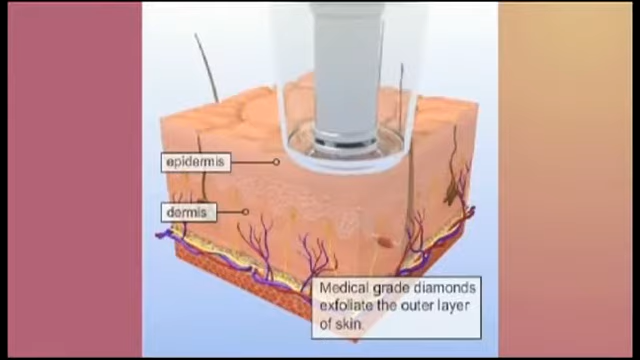 epidermis
dermis
Medical grade diamonds
exfoliate the outer layer
of skin.